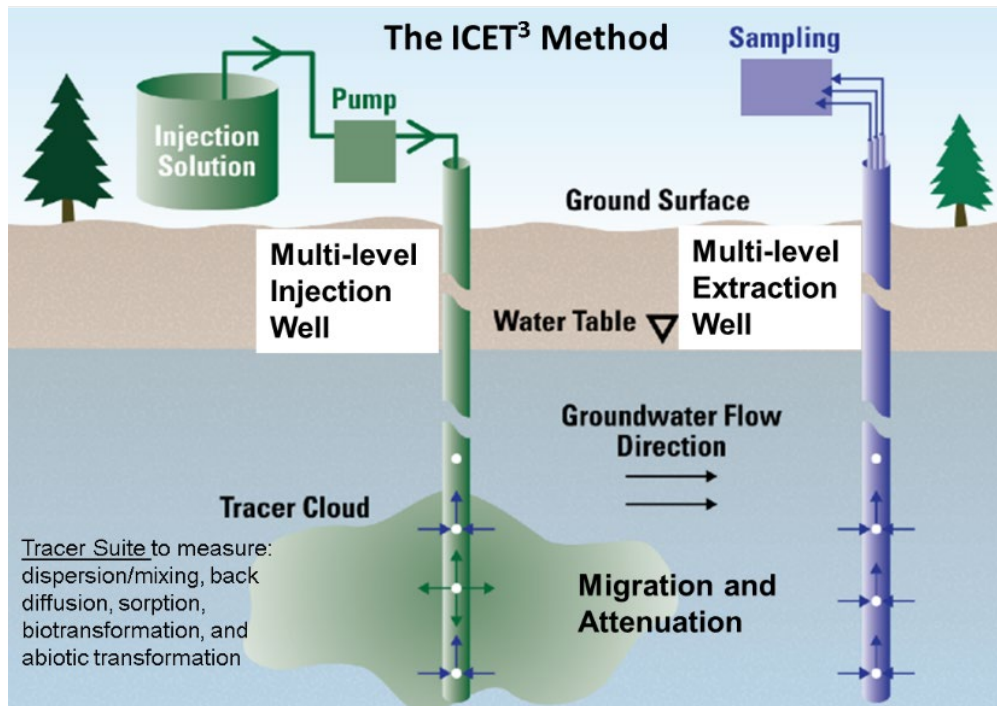 The ICET³ Method
Sampling
Pump
Injection
Solution
Ground Surface
Multi-level
Injection
Well
Multi-level
Extraction
Well
Water Table
Groundwater Flow
Direction
Tracer Cloud
Tracer Suite to measure:
dispersion/mixing, back
diffusion, sorption,
biotransformation, and
abiotic transformation
Migration and
Attenuation